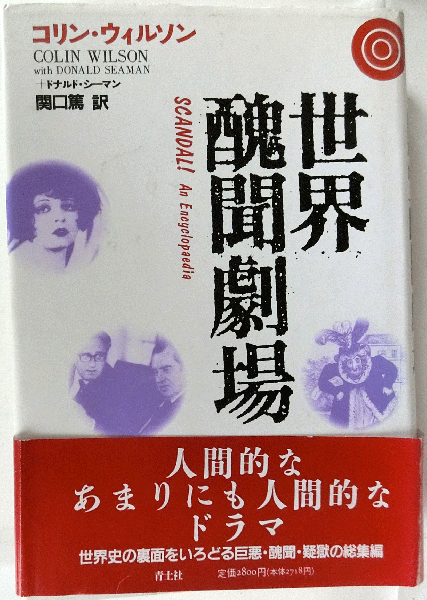 コリン・ウィルソン
COLIN WILSON
with DONALD SEAMAN
+ドナルド・シーマン
関口篤 訳
世界
醜聞劇場
SCANDAL! An Encyclopaedia
人間的な
あまりにも人間的な
ドラマ
世界史の裏面をいろどる巨悪・醜聞・疑獄の総集編
青土社
定価2800円(本体2718円)